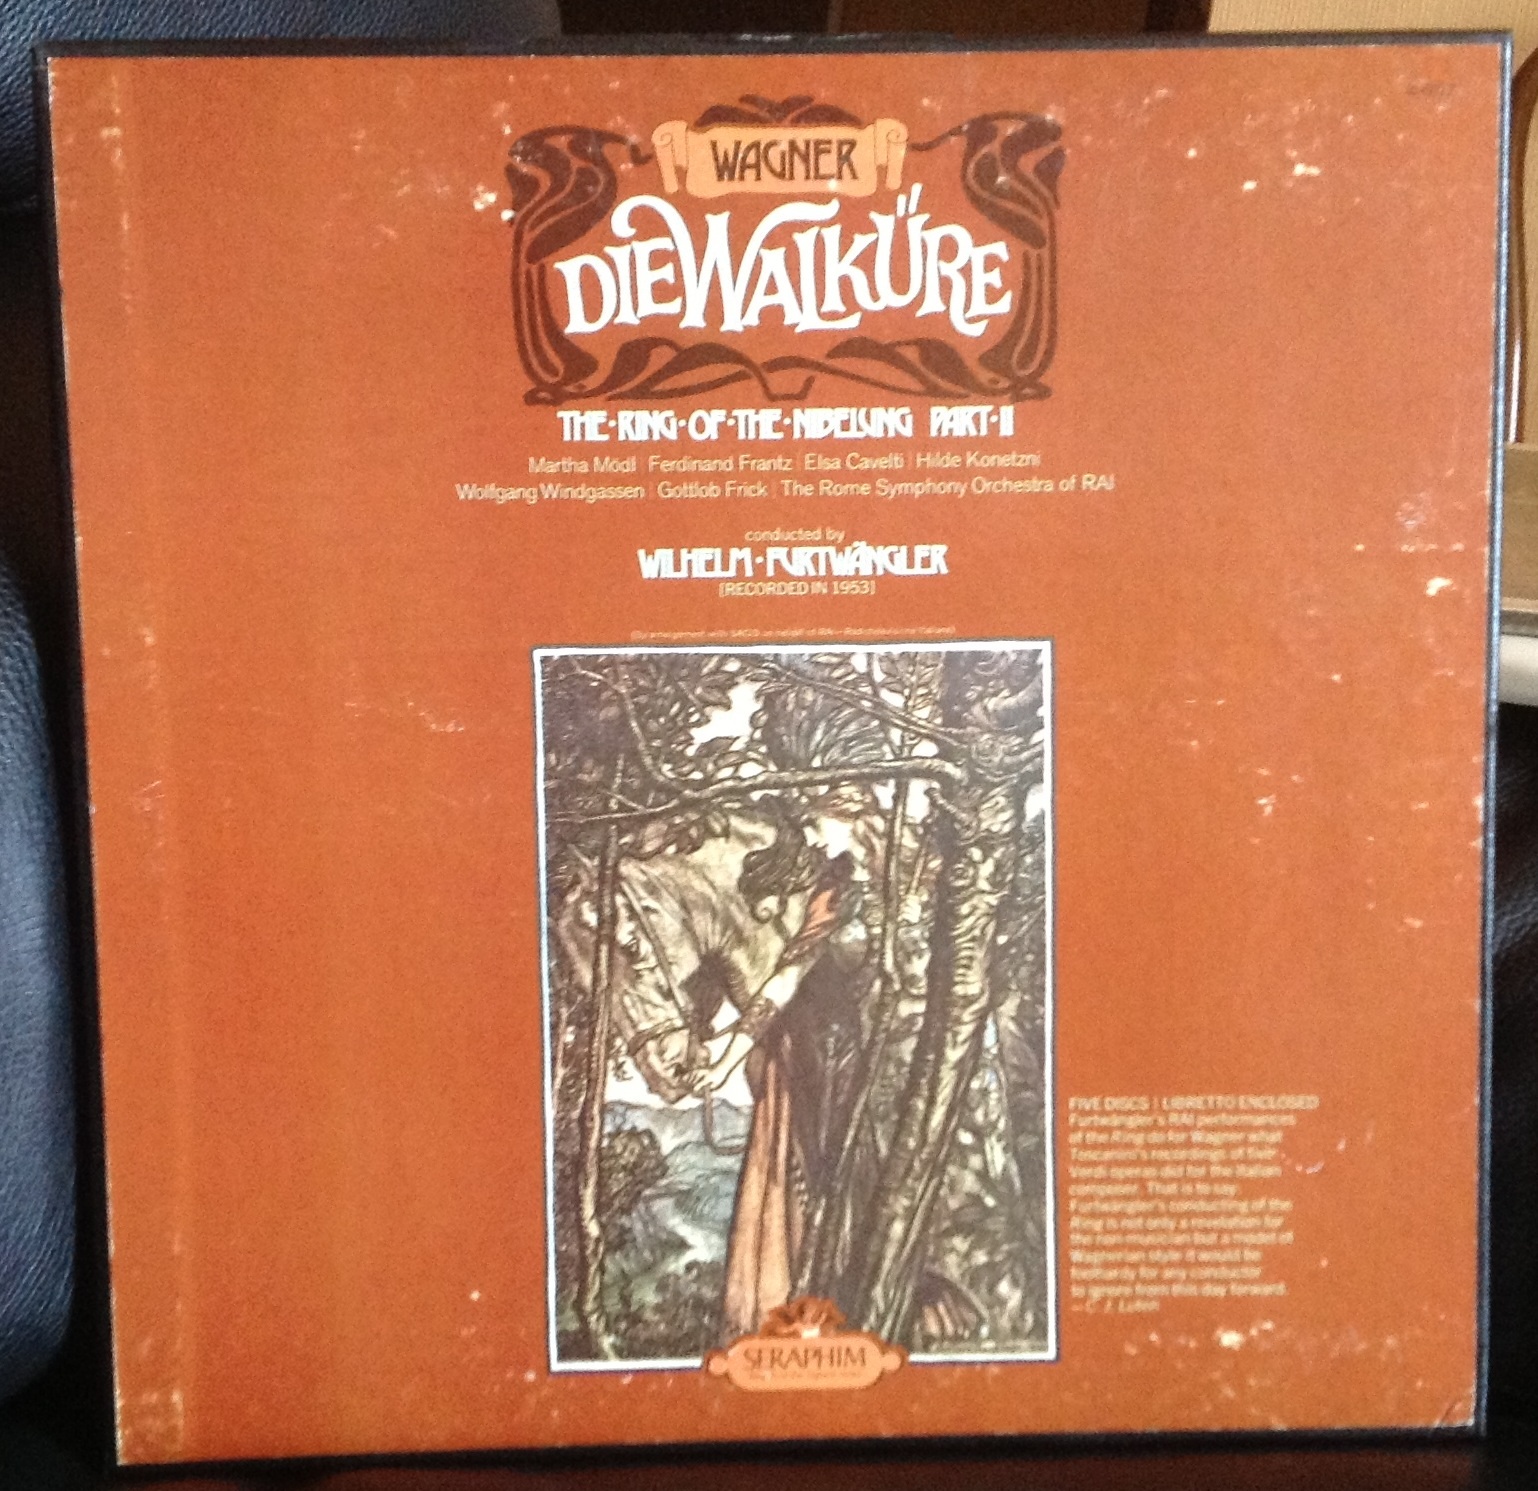 WAGNER
DIE WALKÜRE
THE·RING·OF·THE·NIBELUNG PART·II
Martha Mödl | Ferdinand Frantz | Elsa Cavelti | Hilde Konetzni
Wolfgang Windgassen | Gottlob Frick | The Rome Symphony Orchestra of RAI
conducted by
WILHELM·FURTWÄNGLER
[RECORDED IN 1953]
FIVE DISCS | LIBRETTO ENCLOSED
Furtwängler's RAI performances
of the Ring do for Wagner what
Toscanini's recordings of
Verdi operas did for the Italian
composer. That is to say:
Furtwängler's conducting of the
Ring is not only a revelation for
the non-musician but a model of
Wagnerian style it would be
foolhardy for any conductor
to ignore from this day forward.
— C. J. Luten
SERAPHIM